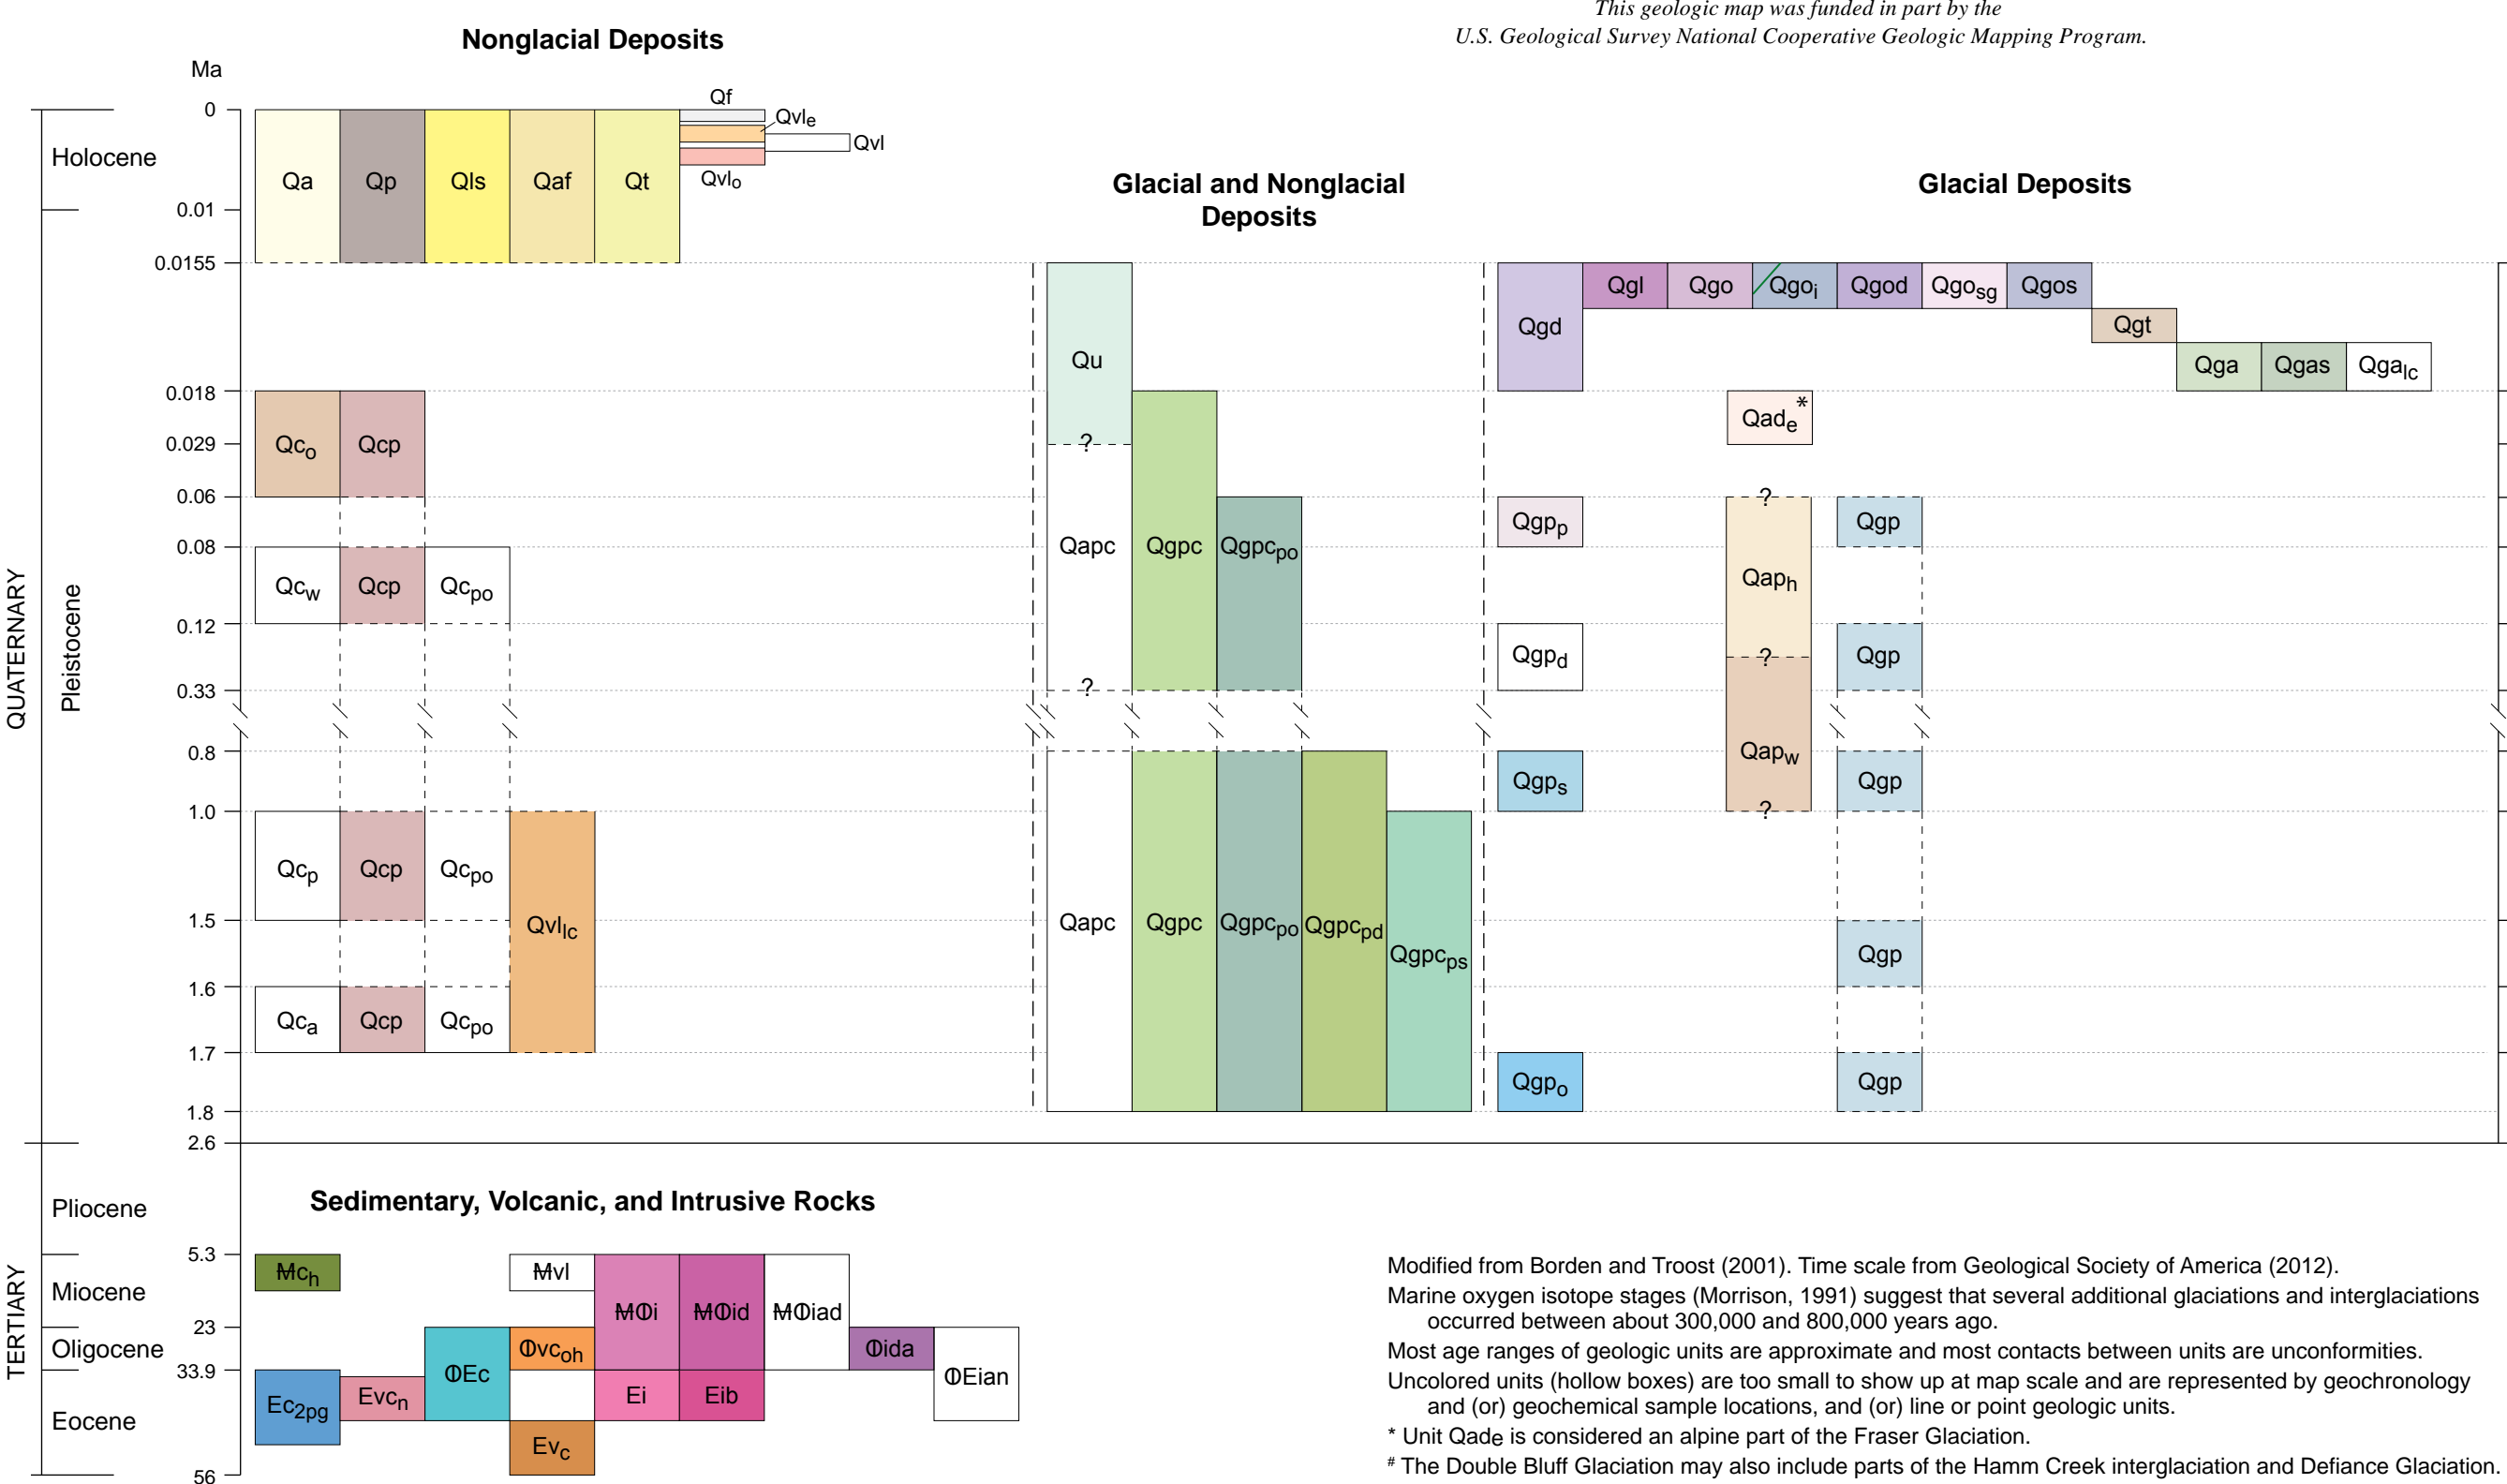 This geologic map was funded in part by the
U.S. Geological Survey National Cooperative Geologic Mapping Program.
Nonglacial Deposits
Ma
0
Qf
Qvle
Qvl
Qvlo
Holocene
Qa Qp Qls Qaf Qt
Glacial and Nonglacial
Deposits
Glacial Deposits
0.01
0.0155
Qgd
Qgl Qgo Qgoi Qgod Qgosg Qgos
Qgt
Qu
Qga Qgas Qgalc
0.018
Qade*
Qco Qcp
0.029
?
0.06
?
Qgpp
Qgp
0.08
Qapc Qgpc Qgpcpo
Qcw Qcp Qcpo
Qaph
0.12
Qgpd
?
Qgp
0.33
?
QUATERNARY
Pleistocene
0.8
Qapw
Qgps
Qgp
1.0
?
Qcp Qcp Qcpo
1.5
Qvllc
Qapc Qgpc Qgpcpo Qgpcpd Qgpcps
Qgp
1.6
Qca Qcp Qcpo
1.7
Qgpo
Qgp
1.8
2.6
Sedimentary, Volcanic, and Intrusive Rocks
Pliocene
5.3
TERTIARY
Miocene
Mch
Mvl
MΦi MΦid MΦiad
23
Oligocene
ΦEc
Φvcoh
Φida
ΦEian
33.9
Eocene
Ec2pg
Evcn
Ei Eib
Evc
56
Modified from Borden and Troost (2001). Time scale from Geological Society of America (2012).
Marine oxygen isotope stages (Morrison, 1991) suggest that several additional glaciations and interglaciations
occurred between about 300,000 and 800,000 years ago.
Most age ranges of geologic units are approximate and most contacts between units are unconformities.
Uncolored units (hollow boxes) are too small to show up at map scale and are represented by geochronology
and (or) geochemical sample locations, and (or) line or point geologic units.
* Unit Qade is considered an alpine part of the Fraser Glaciation.
# The Double Bluff Glaciation may also include parts of the Hamm Creek interglaciation and Defiance Glaciation.